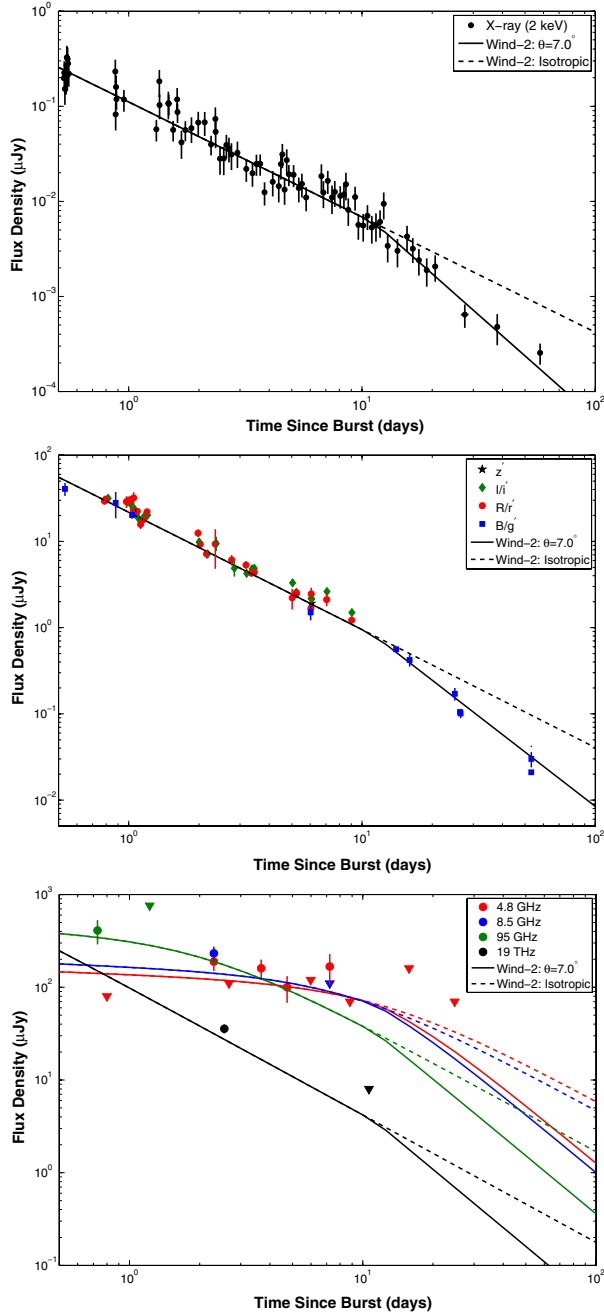 10^0
10^-1
10^-2
10^-3
10^-4
Flux Density (μJy)
X-ray (2 keV)
Wind-2: θ=7.0°
Wind-2: Isotropic
10^0
10^1
10^2
Time Since Burst (days)
10^2
10^1
10^0
10^-1
10^-2
Flux Density (μJy)
z'
I/i'
R/r'
B/g'
Wind-2: θ=7.0°
Wind-2: Isotropic
10^0
10^1
10^2
Time Since Burst (days)
10^3
10^2
10^1
10^0
10^-1
Flux Density (μJy)
4.8 GHz
8.5 GHz
95 GHz
19 THz
Wind-2: θ=7.0°
Wind-2: Isotropic
10^0
10^1
10^2
Time Since Burst (days)